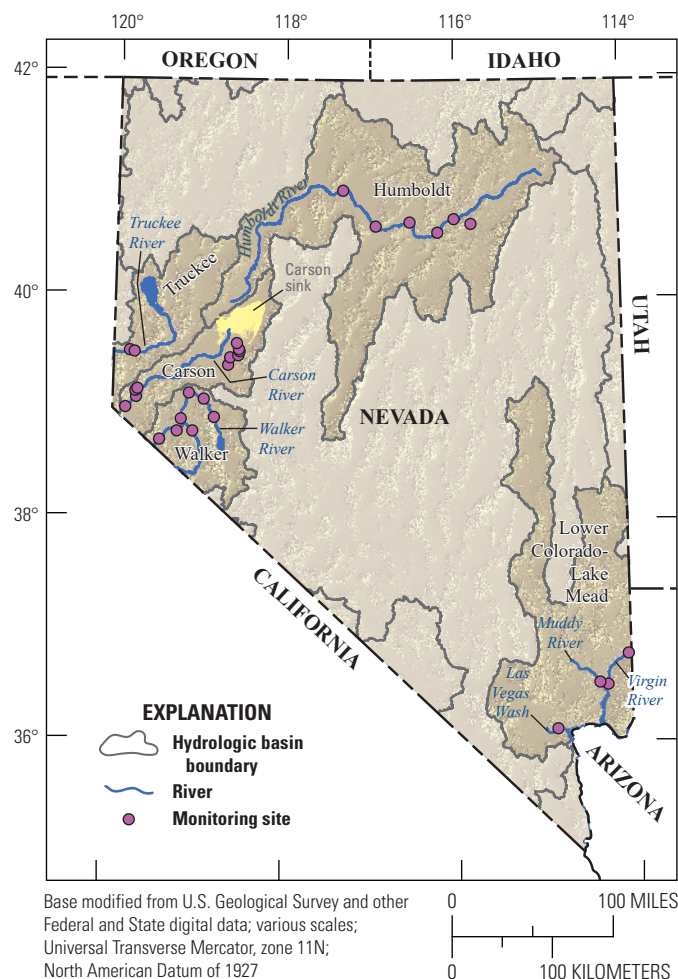 120°
118°
116°
114°
OREGON
IDAHO
42°
Humboldt
Humboldt River
Truckee
River
Truckee
Carson
sink
40°
UTAH
Carson
Carson
River
NEVADA
Walker
River
Walker
38°
Lower
Colorado-
Lake
Mead
CALIFORNIA
Muddy
River
Las
Vegas
Wash
Virgin
River
36°
ARIZONA
EXPLANATION
Hydrologic basin
boundary
River
Monitoring site
Base modified from U.S. Geological Survey and other
Federal and State digital data; various scales;
Universal Transverse Mercator, zone 11N;
North American Datum of 1927
0
100 MILES
0
100 KILOMETERS